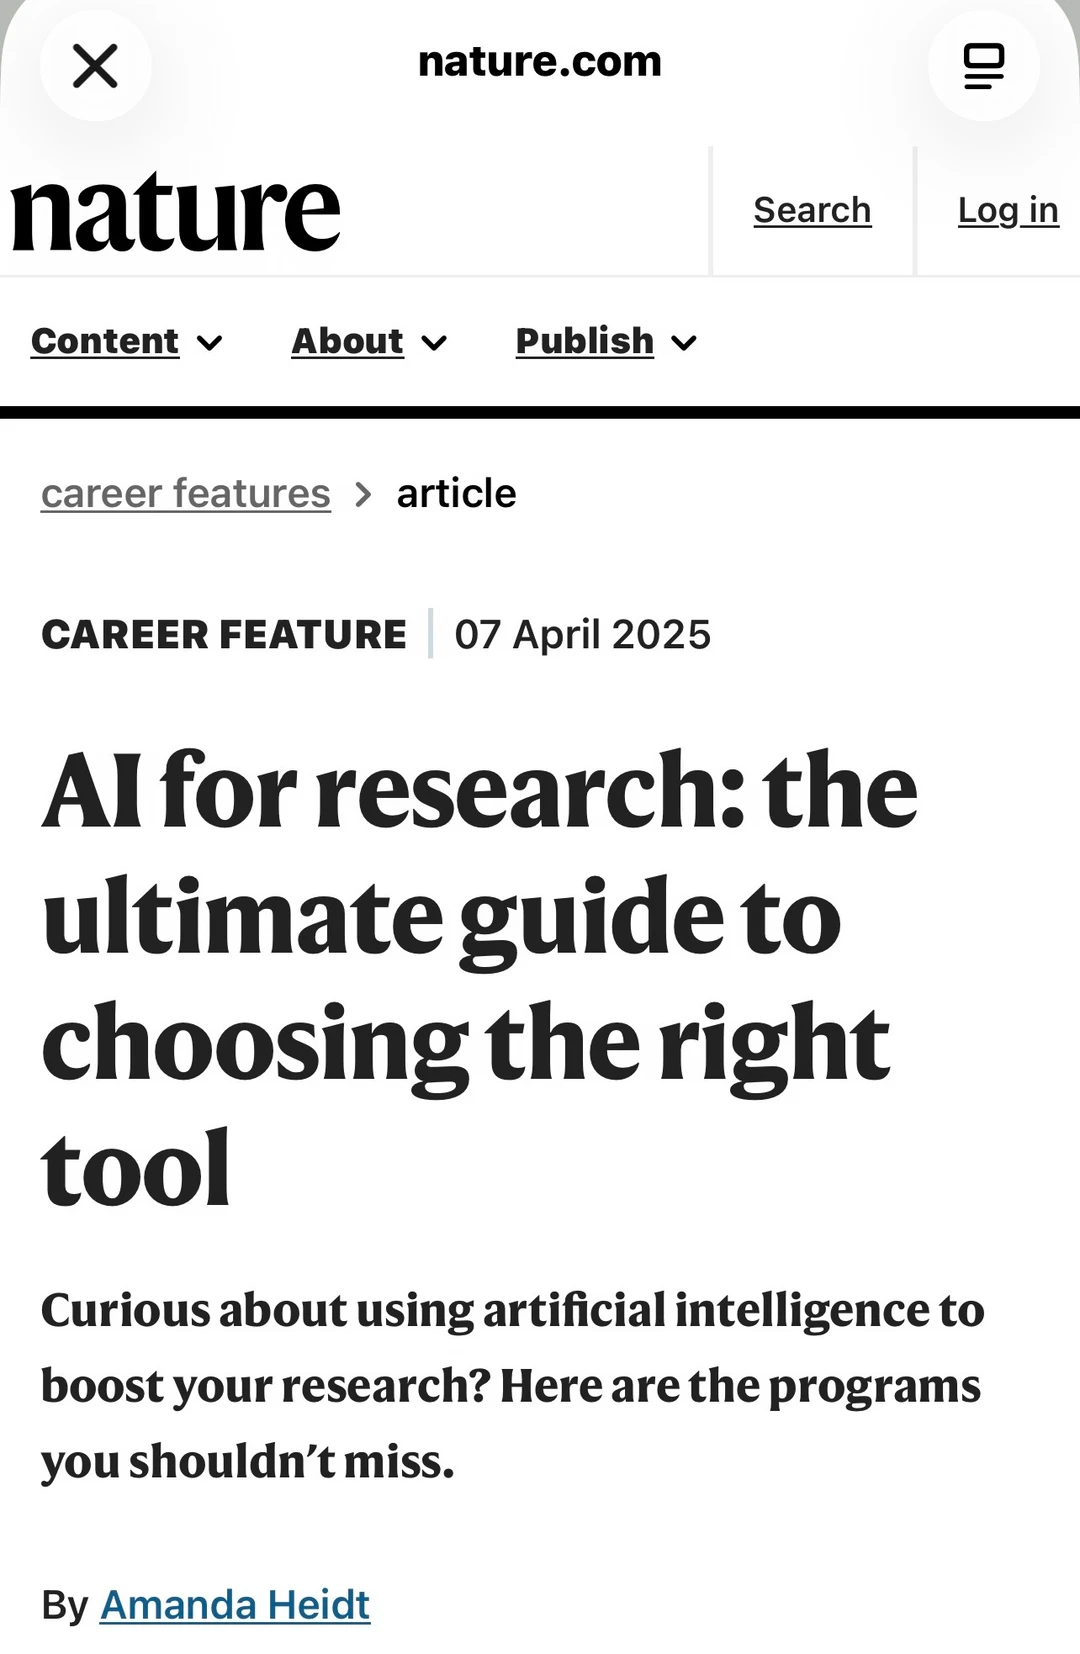 nature.com
nature
Search
Log in
Content
About
Publish
career features > article
CAREER FEATURE | 07 April 2025
AI for research: the
ultimate guide to
choosing the right
tool
Curious about using artificial intelligence to
boost your research? Here are the programs
you shouldn’t miss.
By Amanda Heidt